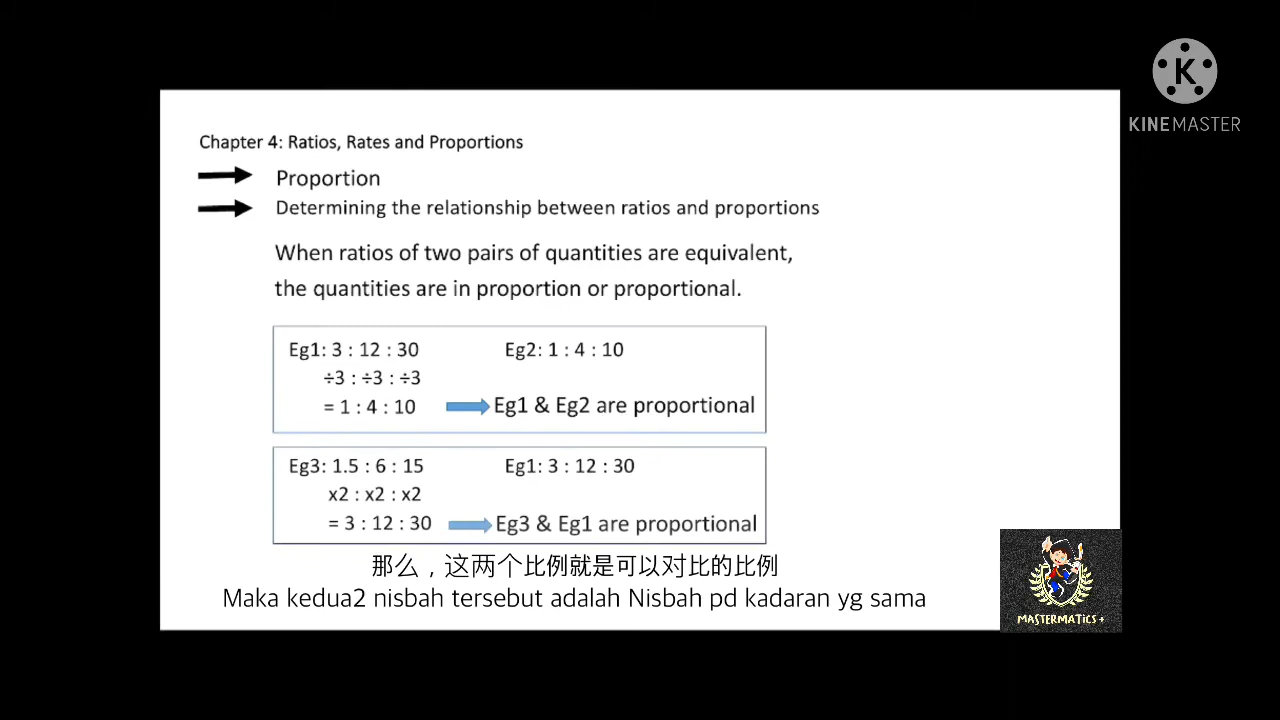 K
KINEMASTER
Chapter 4: Ratios, Rates and Proportions
Proportion
Determining the relationship between ratios and proportions
When ratios of two pairs of quantities are equivalent,
the quantities are in proportion or proportional.
Eg1: 3 : 12 : 30 Eg2: 1 : 4 : 10
÷3 : ÷3 : ÷3
= 1 : 4 : 10 Eg1 & Eg2 are proportional
Eg3: 1.5 : 6 : 15 Eg1: 3 : 12 : 30
x2 : x2 : x2
= 3 : 12 : 30 Eg3 & Eg1 are proportional
那么，这两个比例就是可以对比的比例
Maka kedua2 nisbah tersebut adalah Nisbah pd kadaran yg sama
MASTERMATICS+